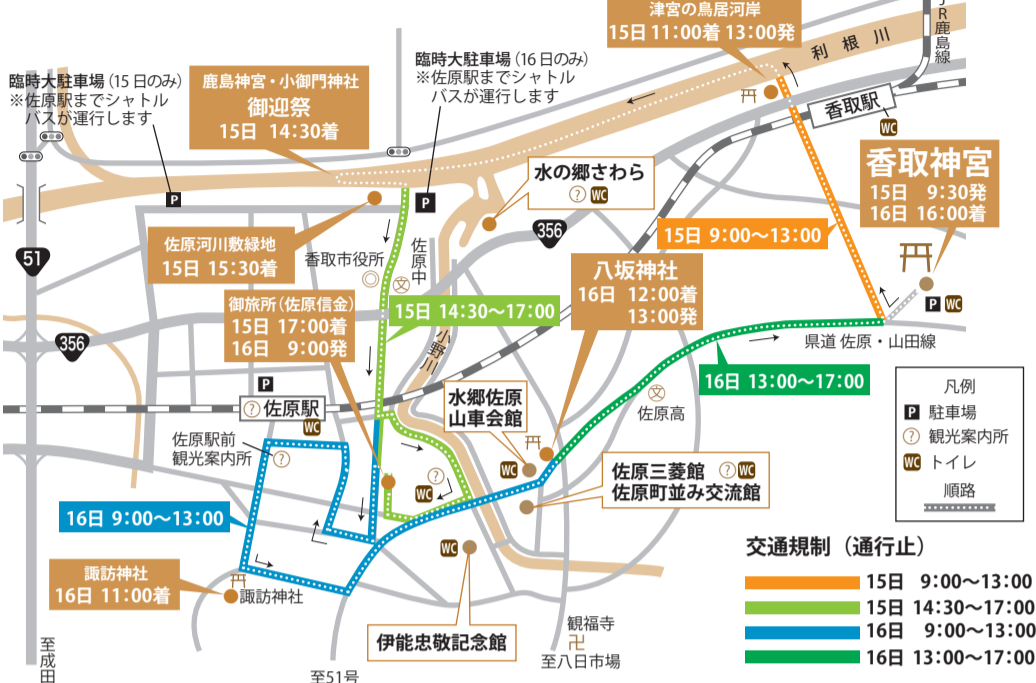 津宮の鳥居河岸
15日 11:00着 13:00発
利根川
JR鹿島線
臨時大駐車場(15日のみ)
※佐原駅までシャトル
バスが運行します
鹿島神宮・小御門神社
御迎祭
15日 14:30着
臨時大駐車場(16日のみ)
※佐原駅までシャトル
バスが運行します
香取駅
WC
香取神宮
15日 9:30発
16日 16:00着
P WC
水の郷さわら
? WC
P
P
356
15日 9:00〜13:00
佐原河川敷緑地
15日 15:30着
香取市役所
佐原中
文
51
八坂神社
16日 12:00着
13:00発
御旅所(佐原信金)
15日 17:00着
16日 9:00発
15日 14:30〜17:00
小野川
356
県道 佐原・山田線
16日 13:00〜17:00
文
佐原高
P
? 佐原駅
WC
水郷佐原
山車会館
WC
佐原駅前
観光案内所
?
?
WC
佐原三菱館 ? WC
佐原町並み交流館
凡例
P 駐車場
? 観光案内所
WC トイレ
順路
16日 9:00〜13:00
WC
諏訪神社
16日 11:00着
諏訪神社
伊能忠敬記念館
観福寺
卍
至八日市場
至成田
至51号
交通規制(通行止)
15日 9:00〜13:00
15日 14:30〜17:00
16日 9:00〜13:00
16日 13:00〜17:00